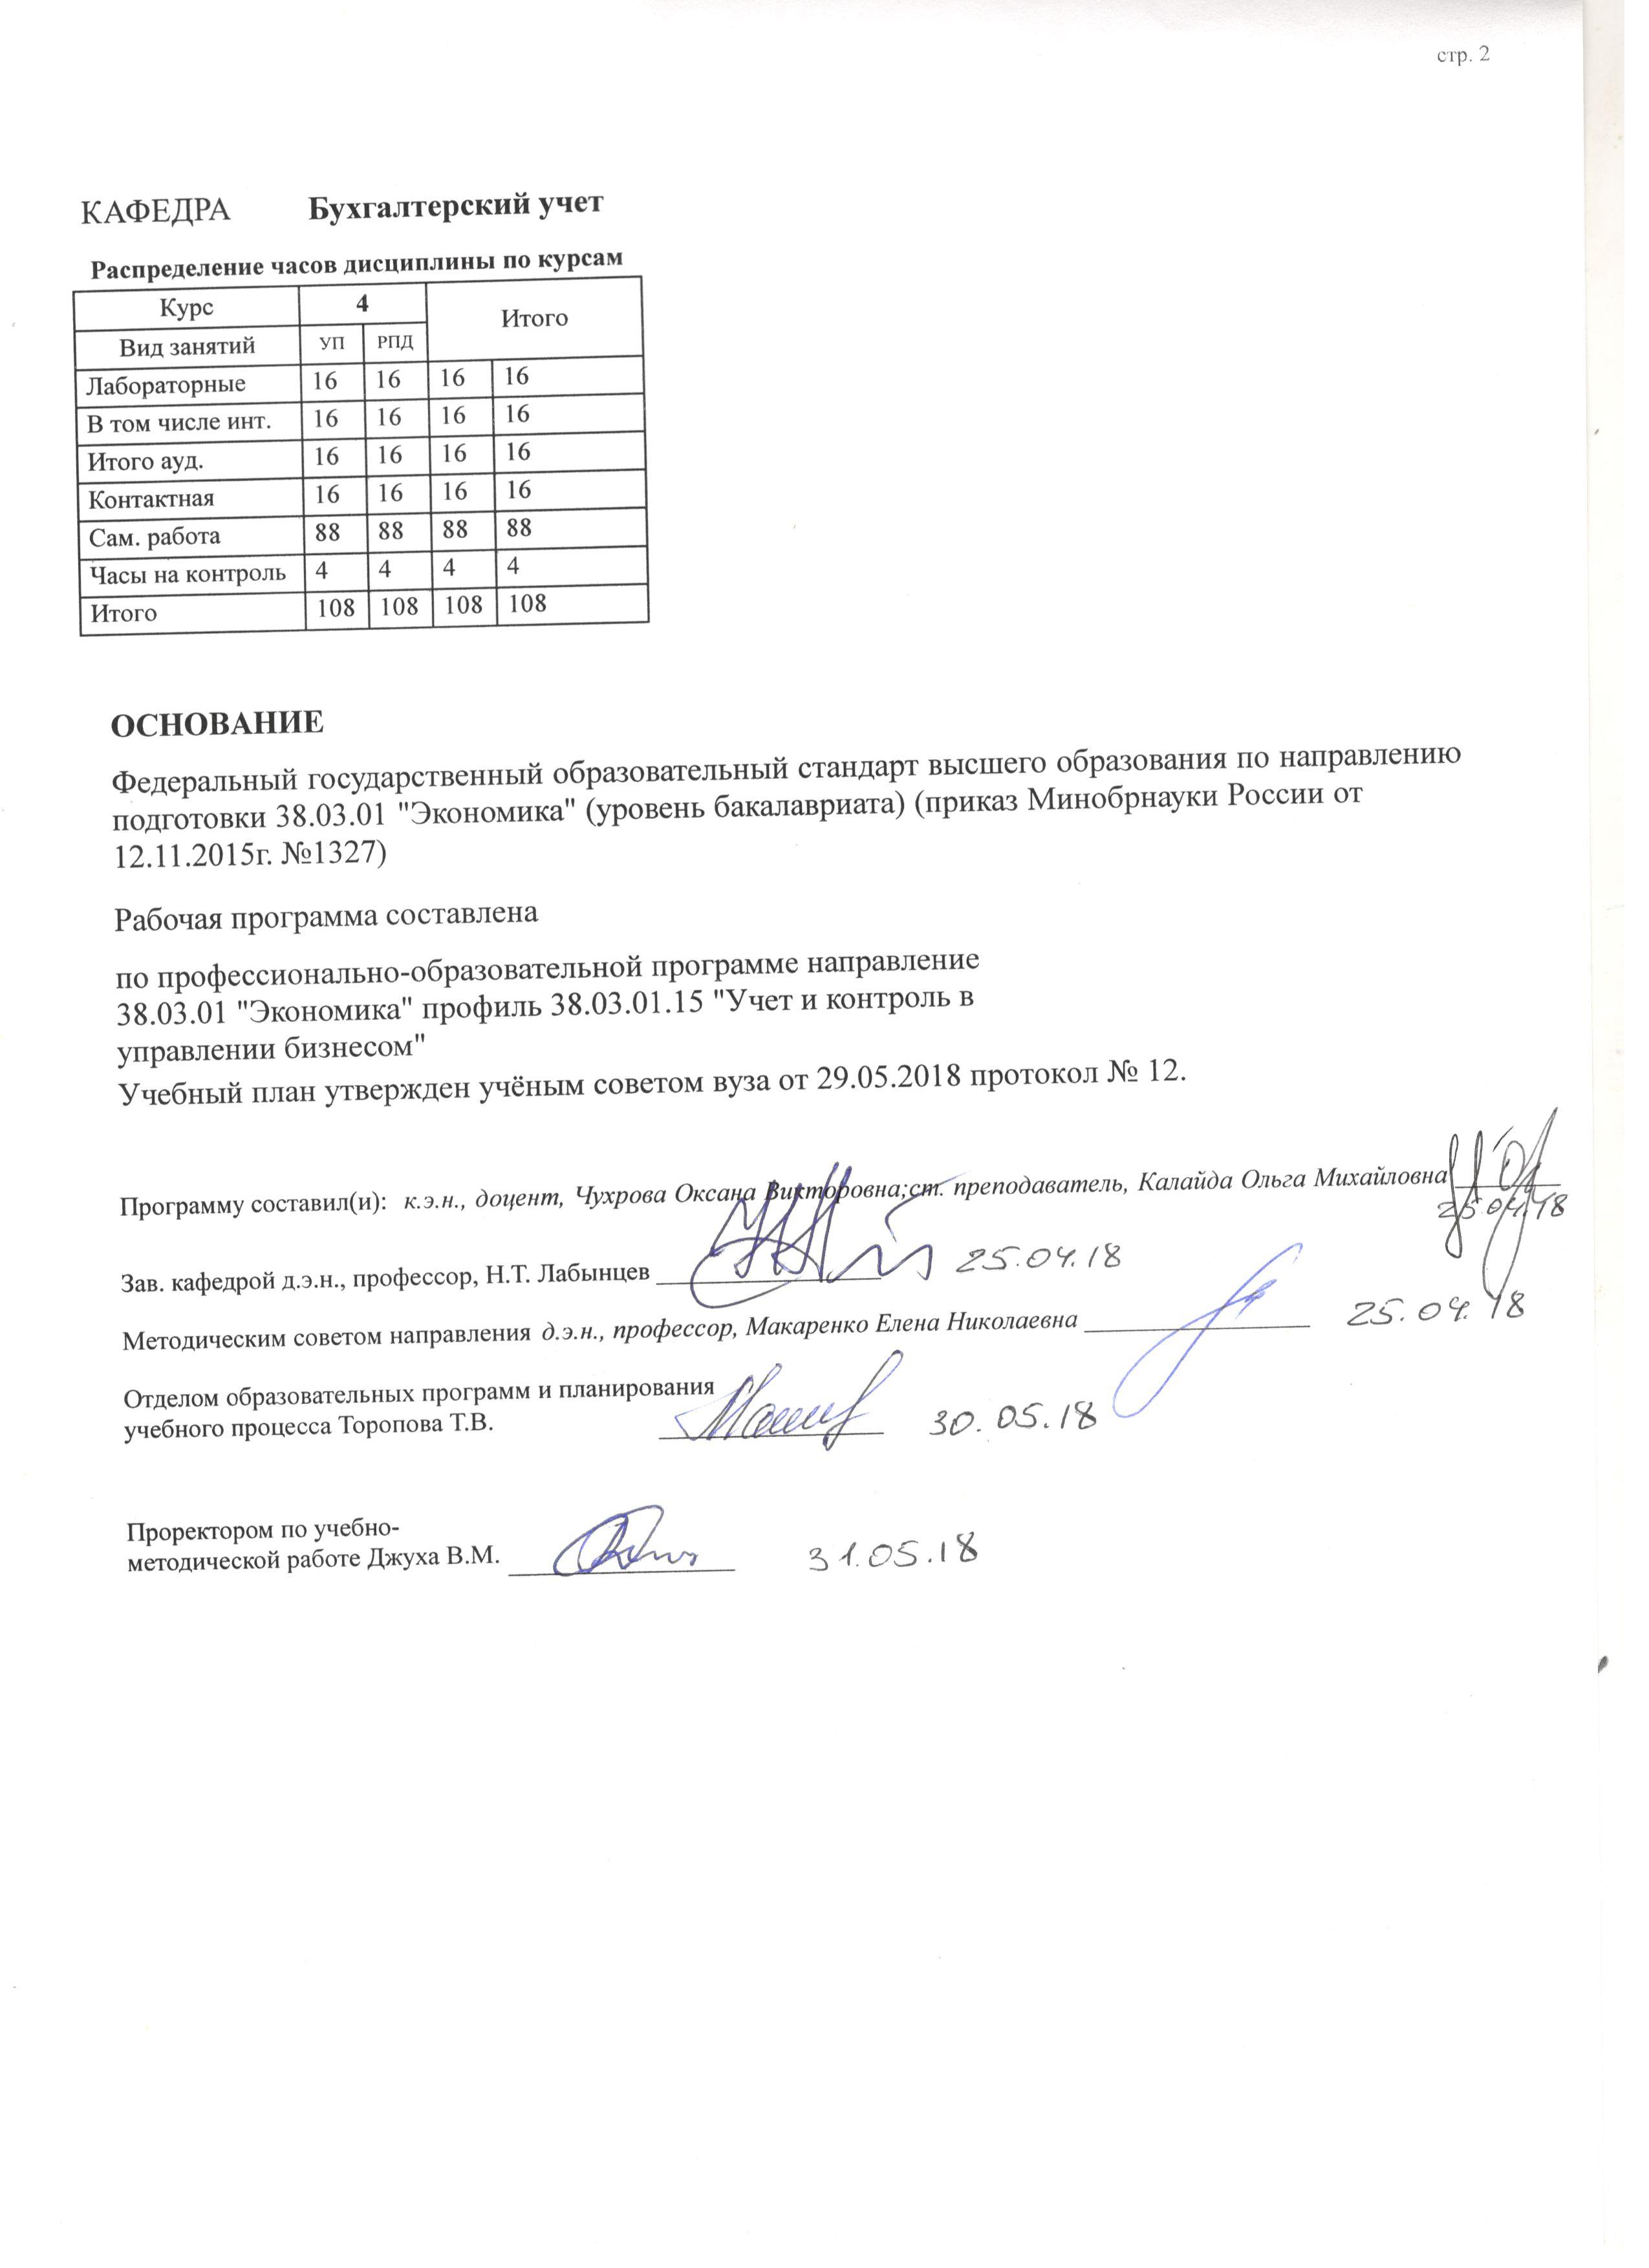 стр. 2
КАФЕДРА Бухгалтерский учет
Распределение часов дисциплины по курсам
Курс 4 Итого
Вид занятий УП РПД
Лабораторные 16 16 16 16
В том числе инт. 16 16 16 16
Итого ауд. 16 16 16 16
Контактная 16 16 16 16
Сам. работа 88 88 88 88
Часы на контроль 4 4 4 4
Итого 108 108 108 108
ОСНОВАНИЕ
Федеральный государственный образовательный стандарт высшего образования по направлению
подготовки 38.03.01 "Экономика" (уровень бакалавриата) (приказ Минобрнауки России от
12.11.2015г. №1327)
Рабочая программа составлена
по профессионально-образовательной программе направление
38.03.01 "Экономика" профиль 38.03.01.15 "Учет и контроль в
управлении бизнесом"
Учебный план утвержден учёным советом вуза от 29.05.2018 протокол № 12.
Программу составил(и): к.э.н., доцент, Чухрова Оксана Викторовна;ст. преподаватель, Калайда Ольга Михайловна
25.04.18
Зав. кафедрой д.э.н., профессор, Н.Т. Лабынцев 25.04.18
Методическим советом направления д.э.н., профессор, Макаренко Елена Николаевна 25.04.18
Отделом образовательных программ и планирования
учебного процесса Торопова Т.В. 30.05.18
Проректором по учебно-
методической работе Джуха В.М. 31.05.18